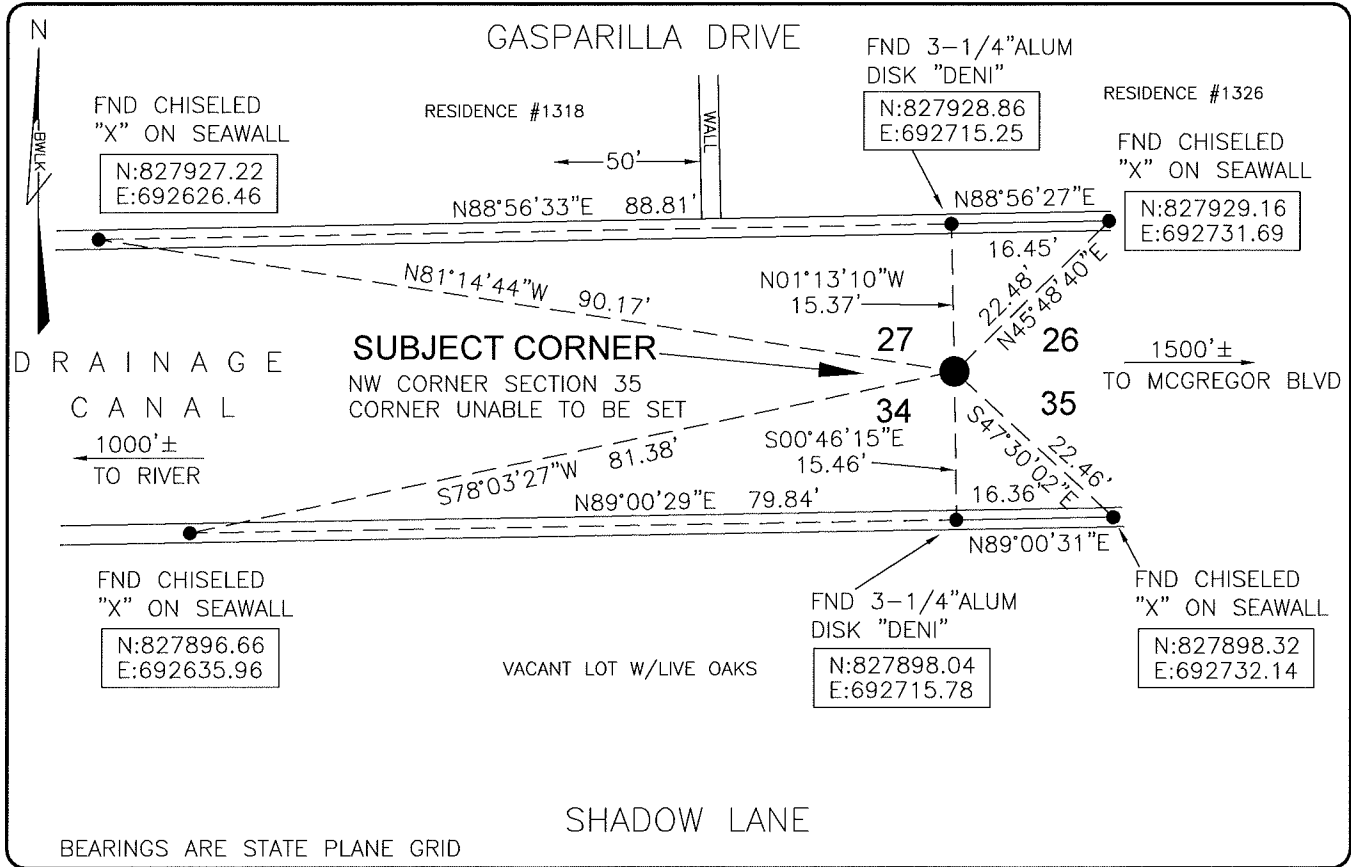 N
GASPARILLA DRIVE
BWLK
FND CHISELED
"X" ON SEAWALL
N:827927.22
E:692626.46
RESIDENCE #1318
50'
WALL
FND 3-1/4"ALUM
DISK "DENI"
N:827928.86
E:692715.25
RESIDENCE #1326
FND CHISELED
"X" ON SEAWALL
N:827929.16
E:692731.69
N88°56'33"E 88.81'
N88°56'27"E
16.45'
N81°14'44"W 90.17'
N01°13'10"W
15.37'
22.48'
N45°48'40"E
DRAINAGE
CANAL
1000'±
TO RIVER
SUBJECT CORNER
NW CORNER SECTION 35
CORNER UNABLE TO BE SET
27
26
34
35
1500'±
TO MCGREGOR BLVD
S78°03'27"W 81.38'
S00°46'15"E
15.46'
22.46'
S47°30'02"E
N89°00'29"E 79.84'
16.36'
N89°00'31"E
FND CHISELED
"X" ON SEAWALL
N:827896.66
E:692635.96
VACANT LOT W/LIVE OAKS
FND 3-1/4"ALUM
DISK "DENI"
N:827898.04
E:692715.78
FND CHISELED
"X" ON SEAWALL
N:827898.32
E:692732.14
SHADOW LANE
BEARINGS ARE STATE PLANE GRID